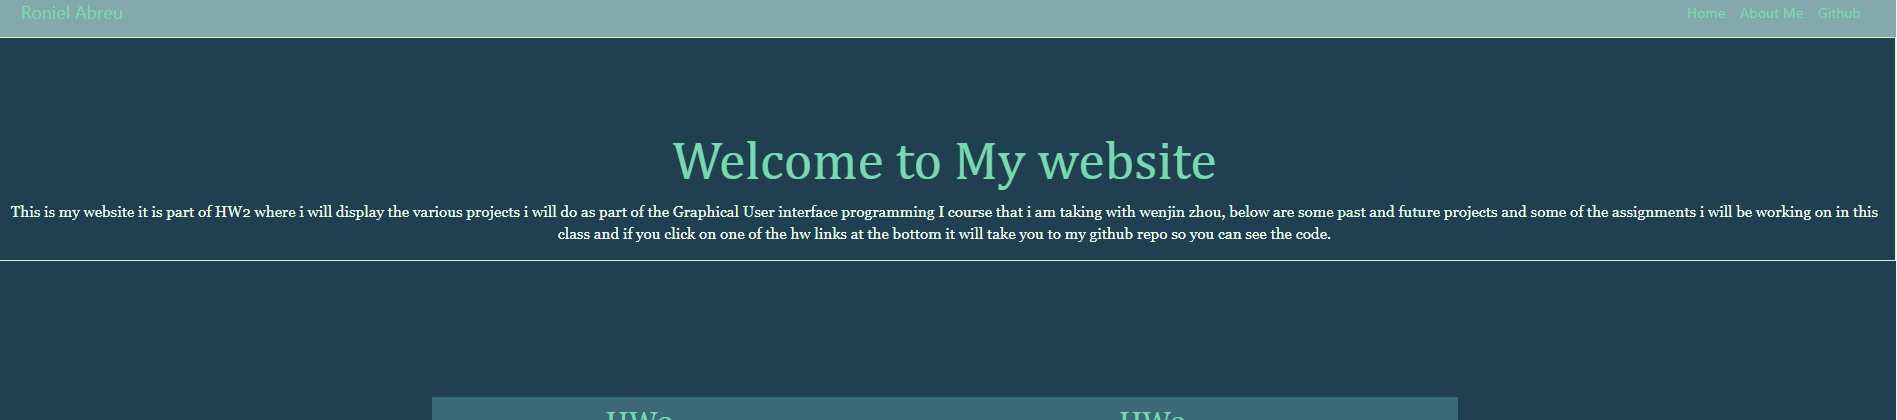 Roniel Abreu
Home About Me Github
Welcome to My website
This is my website it is part of HW2 where i will display the various projects i will do as part of the Graphical User interface programming I course that i am taking with wenjin zhou, below are some past and future projects and some of the assignments i will be working on in this
class and if you click on one of the hw links at the bottom it will take you to my github repo so you can see the code.